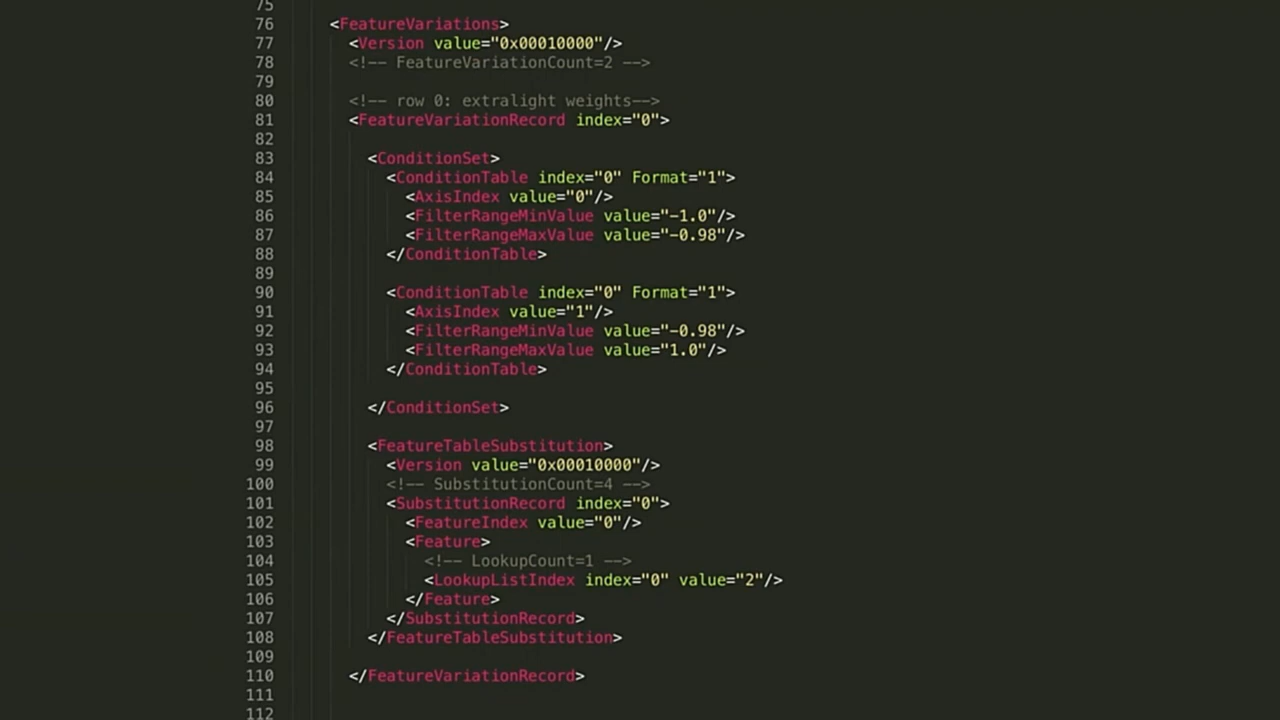 75
76 <FeatureVariations>
77 <Version value="0x00010000"/>
78 <!-- FeatureVariationCount=2 -->
79
80 <!-- row 0: extralight weights-->
81 <FeatureVariationRecord index="0">
82
83 <ConditionSet>
84 <ConditionTable index="0" Format="1">
85 <AxisIndex value="0"/>
86 <FilterRangeMinValue value="-1.0"/>
87 <FilterRangeMaxValue value="-0.98"/>
88 </ConditionTable>
89
90 <ConditionTable index="0" Format="1">
91 <AxisIndex value="1"/>
92 <FilterRangeMinValue value="-0.98"/>
93 <FilterRangeMaxValue value="1.0"/>
94 </ConditionTable>
95
96 </ConditionSet>
97
98 <FeatureTableSubstitution>
99 <Version value="0x00010000"/>
100 <!-- SubstitutionCount=4 -->
101 <SubstitutionRecord index="0">
102 <FeatureIndex value="0"/>
103 <Feature>
104 <!-- LookupCount=1 -->
105 <LookupListIndex index="0" value="2"/>
106 </Feature>
107 </SubstitutionRecord>
108 </FeatureTableSubstitution>
109
110 </FeatureVariationRecord>
111
112